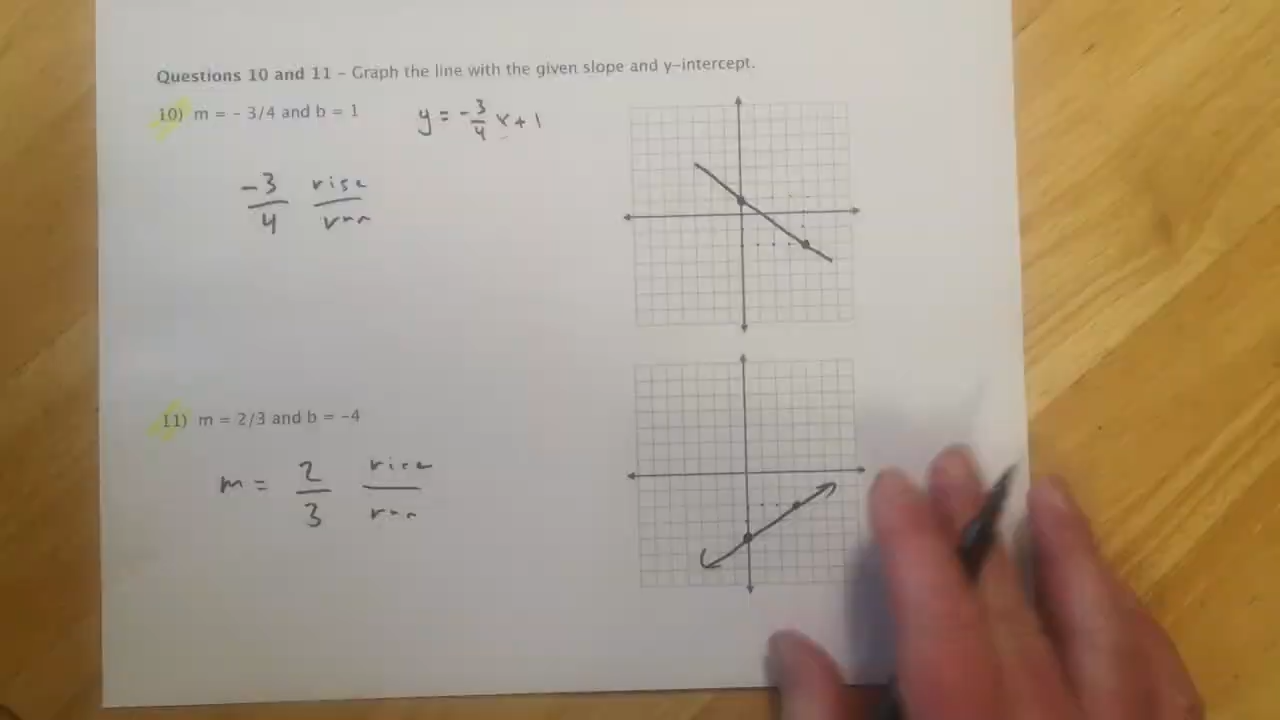 Questions 10 and 11 – Graph the line with the given slope and y-intercept.
10) m = - 3/4 and b = 1
y = -3/4 x + 1
-3/4 rise/run
11) m = 2/3 and b = -4
m = 2/3 rise/run